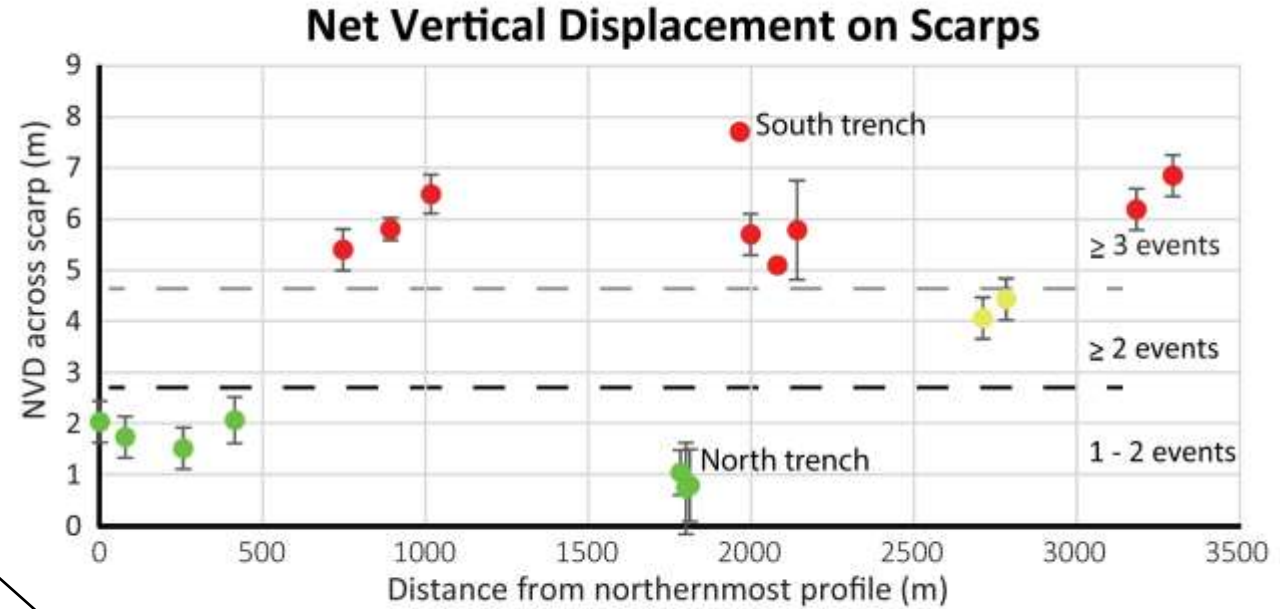 Net Vertical Displacement on Scarps
NVD across scarp (m)
9
8
7
6
5
4
3
2
1
0
South trench
≥ 3 events
≥ 2 events
North trench
1 - 2 events
0 500 1000 1500 2000 2500 3000 3500
Distance from northernmost profile (m)